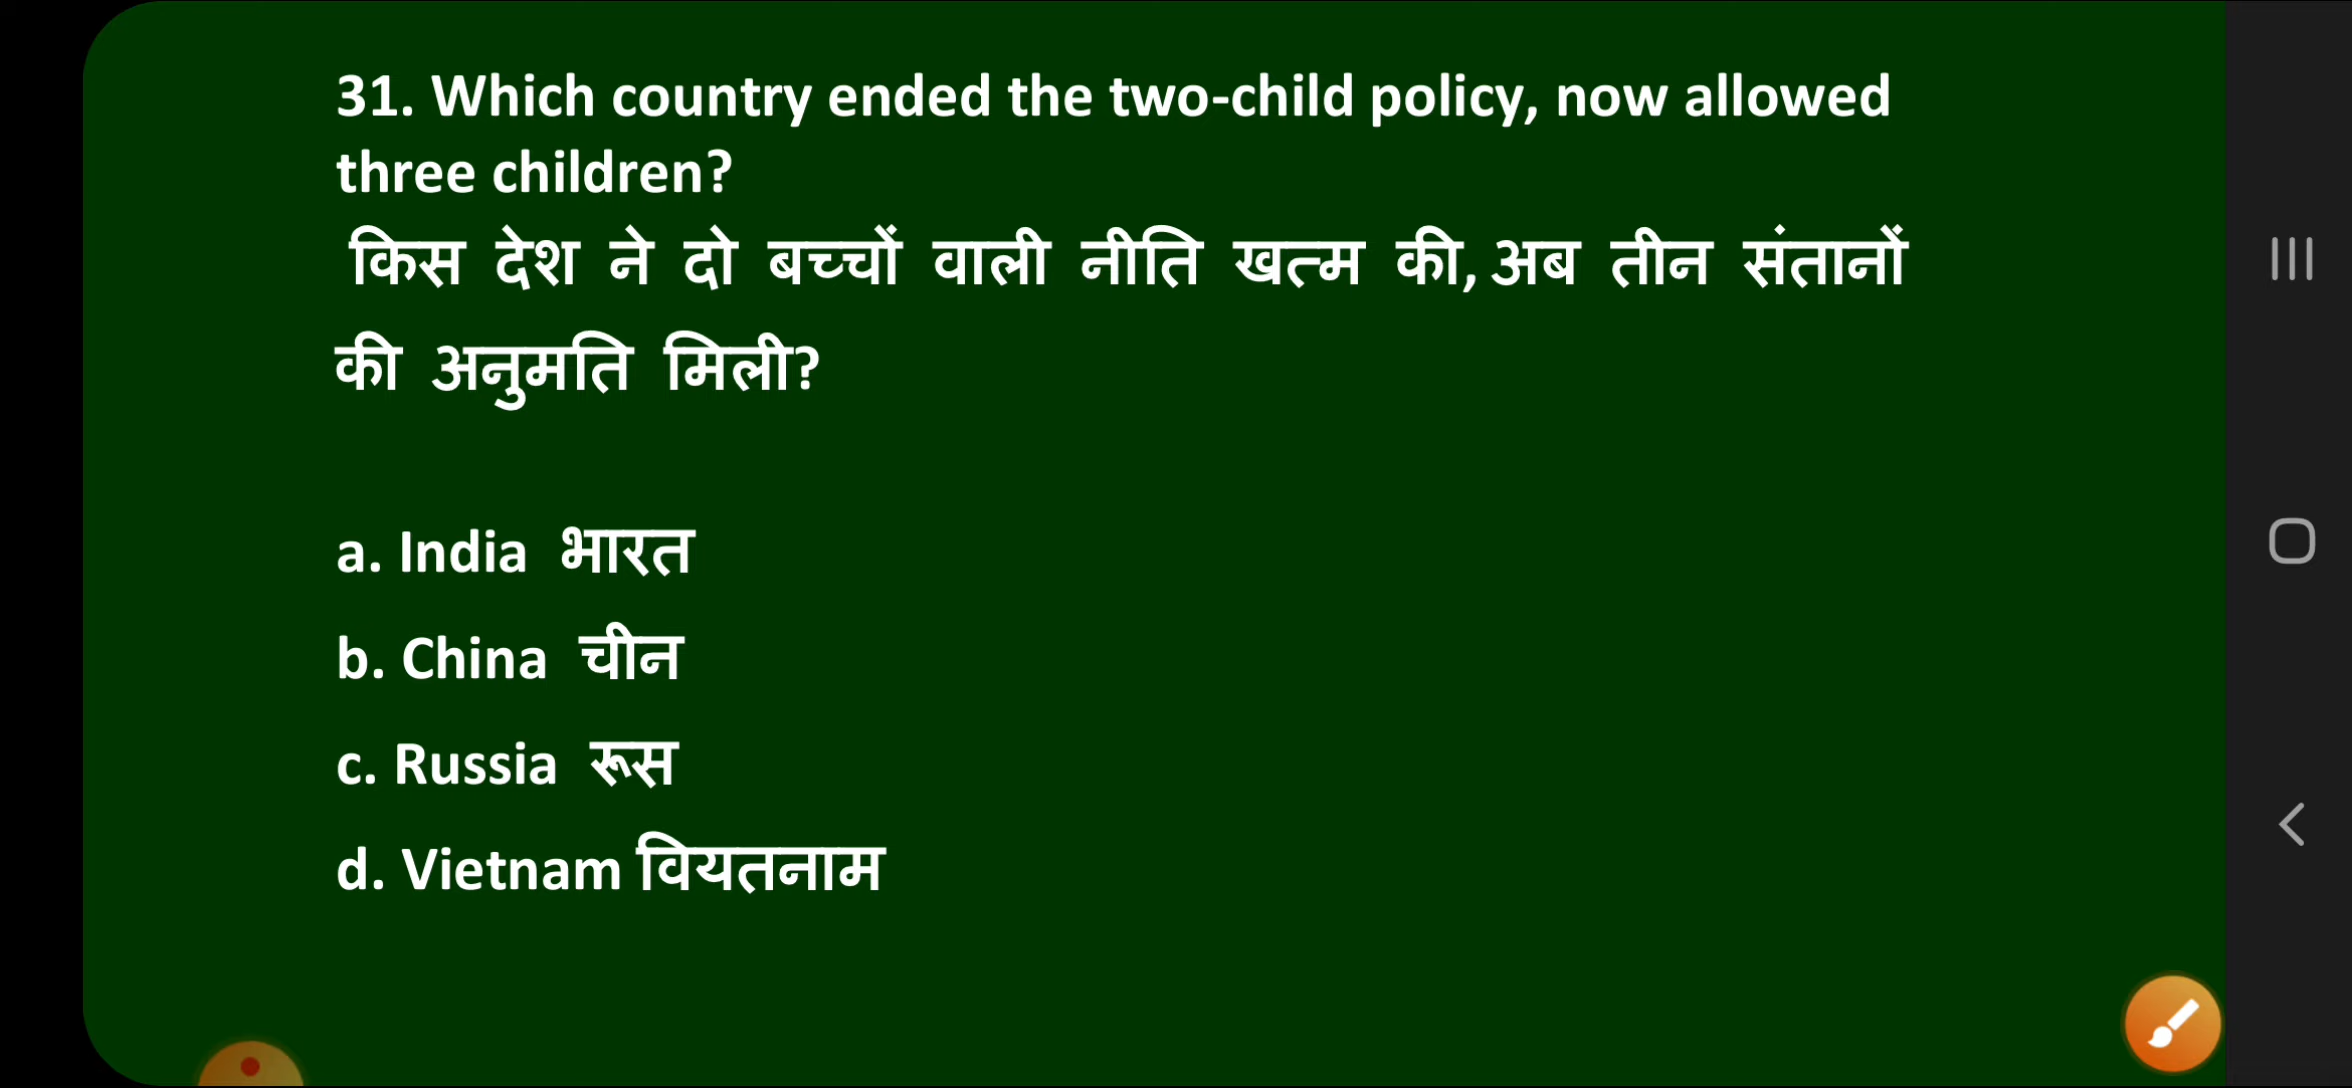 31. Which country ended the two-child policy, now allowed
three children?
किस देश ने दो बच्चों वाली नीति खत्म की, अब तीन संतानों
की अनुमति मिली?
a. India भारत
b. China चीन
c. Russia रूस
d. Vietnam वियतनाम